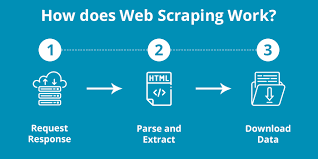 How does Web Scraping Work?
1
2
3
HTML
Request
Response
Parse and
Extract
Download
Data